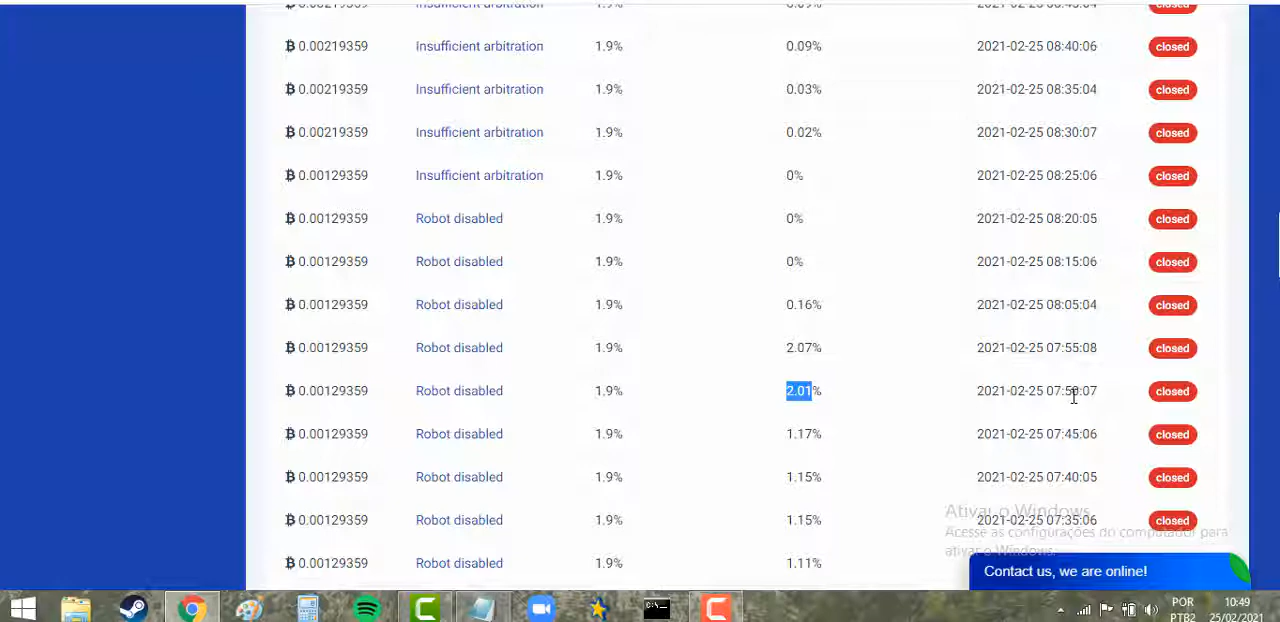 ₿ 0.00219359 Insufficient arbitration 1.9% 0.09% 2021-02-25 08:40:06 closed
₿ 0.00219359 Insufficient arbitration 1.9% 0.03% 2021-02-25 08:35:04 closed
₿ 0.00219359 Insufficient arbitration 1.9% 0.02% 2021-02-25 08:30:07 closed
₿ 0.00129359 Insufficient arbitration 1.9% 0% 2021-02-25 08:25:06 closed
₿ 0.00129359 Robot disabled 1.9% 0% 2021-02-25 08:20:05 closed
₿ 0.00129359 Robot disabled 1.9% 0% 2021-02-25 08:15:06 closed
₿ 0.00129359 Robot disabled 1.9% 0.16% 2021-02-25 08:05:04 closed
₿ 0.00129359 Robot disabled 1.9% 2.07% 2021-02-25 07:55:08 closed
₿ 0.00129359 Robot disabled 1.9% 2.01% 2021-02-25 07:50:07 closed
₿ 0.00129359 Robot disabled 1.9% 1.17% 2021-02-25 07:45:06 closed
₿ 0.00129359 Robot disabled 1.9% 1.15% 2021-02-25 07:40:05 closed
₿ 0.00129359 Robot disabled 1.9% 1.15% 2021-02-25 07:35:06 closed
₿ 0.00129359 Robot disabled 1.9% 1.11%
Ativar o Windows
Acesse as configurações do computador para
ativar o Windows.
Contact us, we are online!
POR 10:49
PTB2 25/02/2021